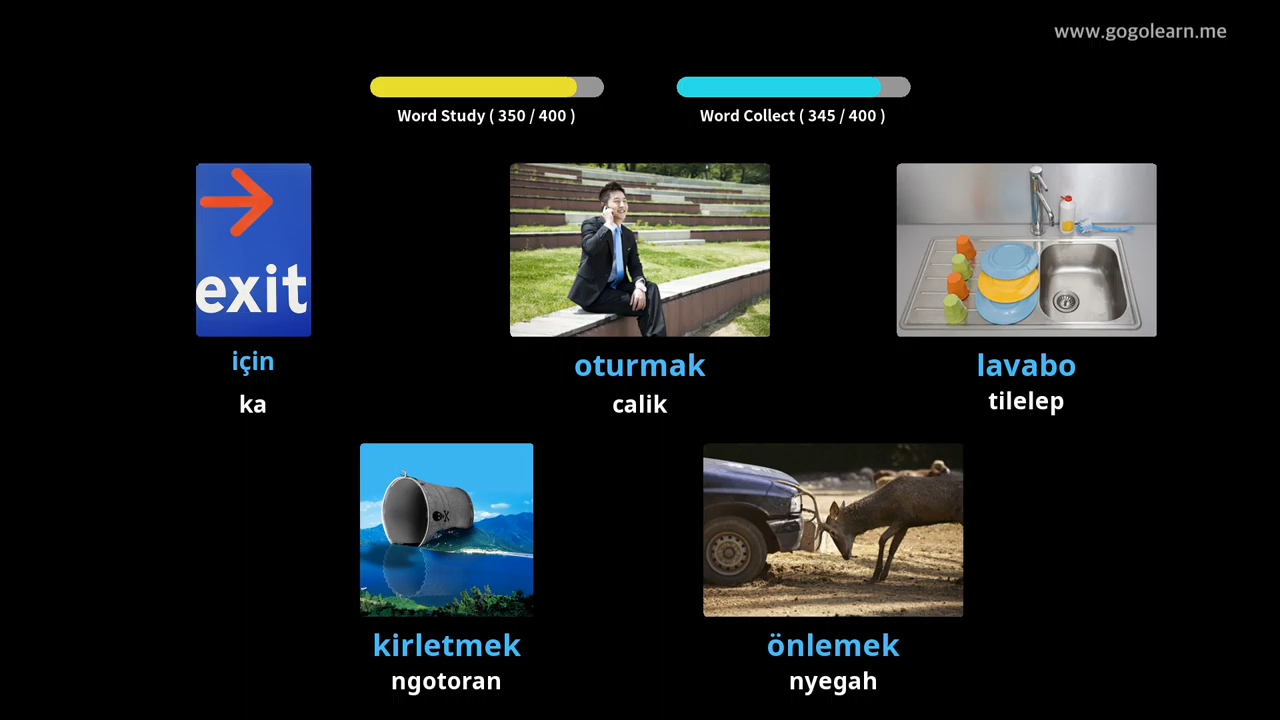 www.gogolearn.me
Word Study ( 350 / 400 )
Word Collect ( 345 / 400 )
exit
için
ka
oturmak
calik
lavabo
tilelep
kirletmek
ngotoran
önlemek
nyegah